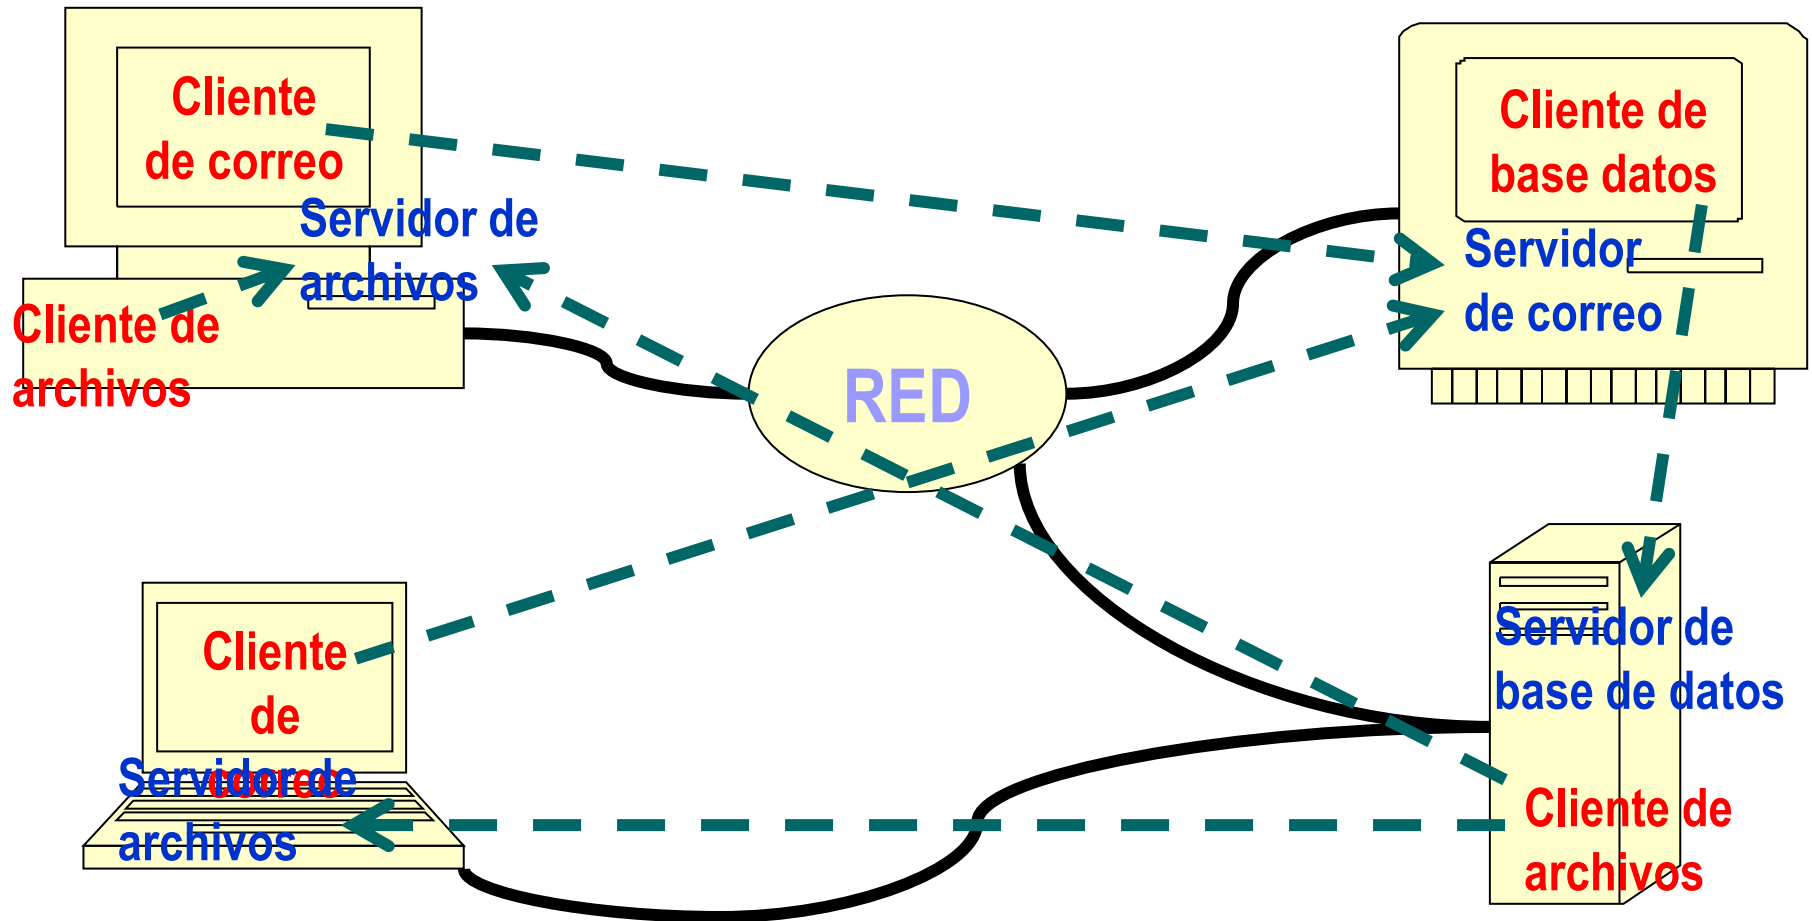 Cliente
de correo
Servidor de
archivos
Cliente de
archivos
Cliente de
base datos
Servidor
de correo
RED
Cliente
de
correo
Servidor de
archivos
Servidor de
base de datos
Cliente de
archivos